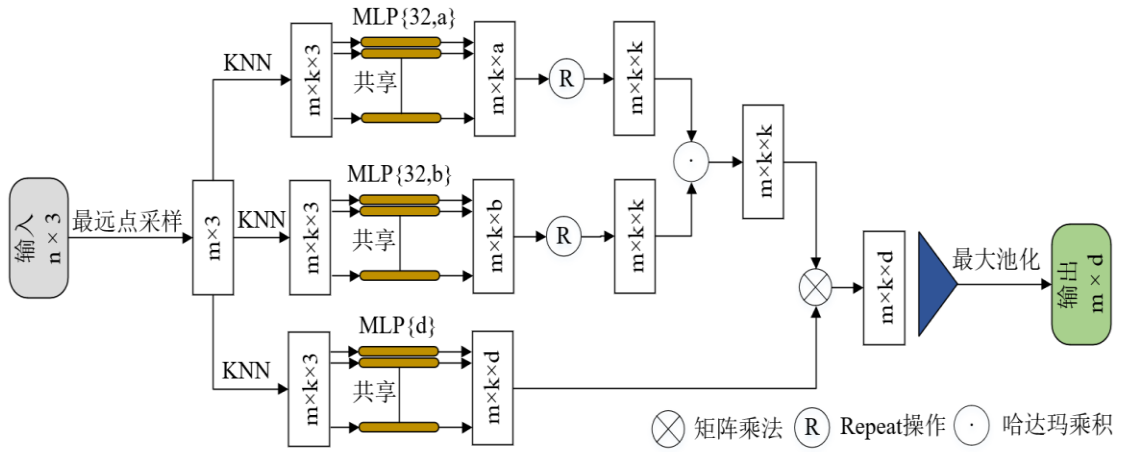 输入
n × 3
最远点采样
m×3
KNN
m×k×3
MLP{32,a}
共享
m×k×a
R
m×k×k
KNN
m×k×3
MLP{32,b}
共享
m×k×b
R
m×k×k
·
m×k×k
KNN
m×k×3
MLP{d}
共享
m×k×d
m×k×d
最大池化
输出
m × d
矩阵乘法
R
Repeat操作
·
哈达玛乘积